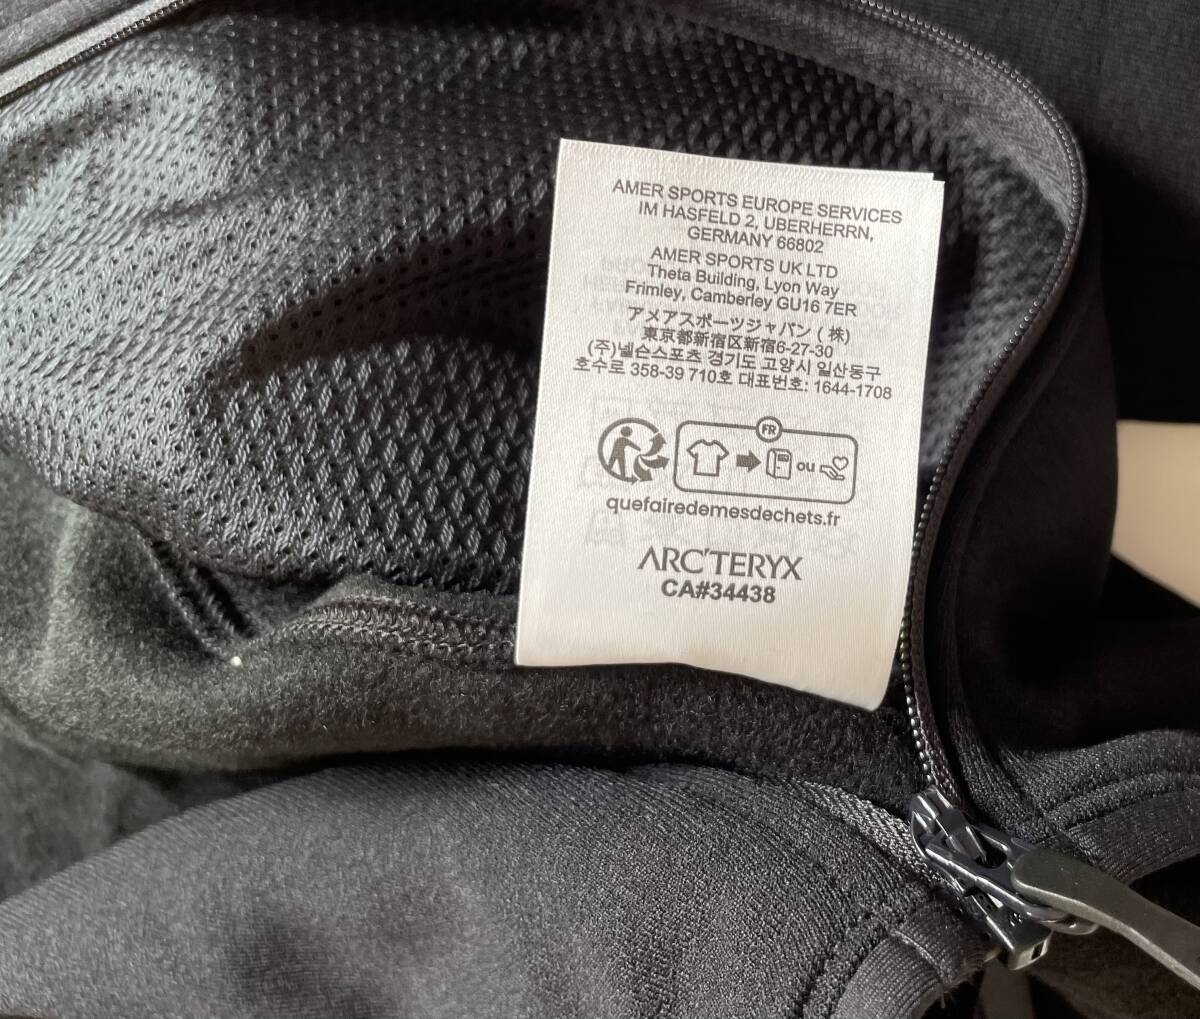 AMER SPORTS EUROPE SERVICES
IM HASFELD 2, UBERHERRN,
GERMANY 66802
AMER SPORTS UK LTD
Theta Building, Lyon Way
Frimley, Camberley GU16 7ER
アメアスポーツジャパン (株)
東京都新宿区新宿6-27-30
(주)넬슨스포츠 경기도 고양시 일산동구
호수로 358-39 710호 대표번호: 1644-1708
FR
ou
quefairedemesdechets.fr
ARC'TERYX
CA#34438